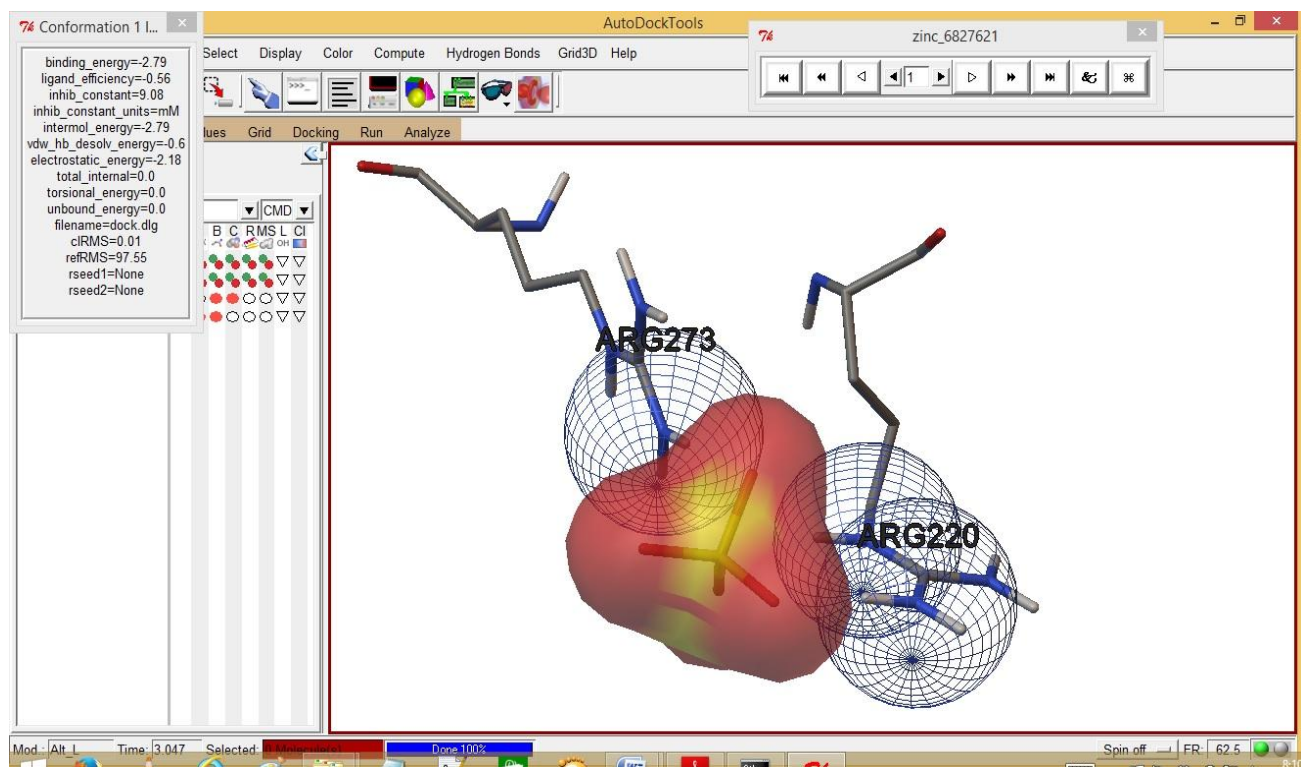 Conformation 1 I...
AutoDockTools
zinc_6827621
Select Display Color Compute Hydrogen Bonds Grid3D Help
binding_energy=-2.79
ligand_efficiency=-0.56
inhib_constant=9.08
inhib_constant_units=mM
intermol_energy=-2.79
vdw_hb_desolv_energy=-0.6
electrostatic_energy=-2.18
total_internal=0.0
torsional_energy=0.0
unbound_energy=0.0
filename=dock.dlg
clRMS=0.01
refRMS=97.55
rseed1=None
rseed2=None
1
Grid Docking Run Analyze
CMD
B C R MS L Cl
OH
ARG273
ARG220
Mod.: Alt_L Time: 3.047 Selected: Done 100% Spin off FR: 62.5